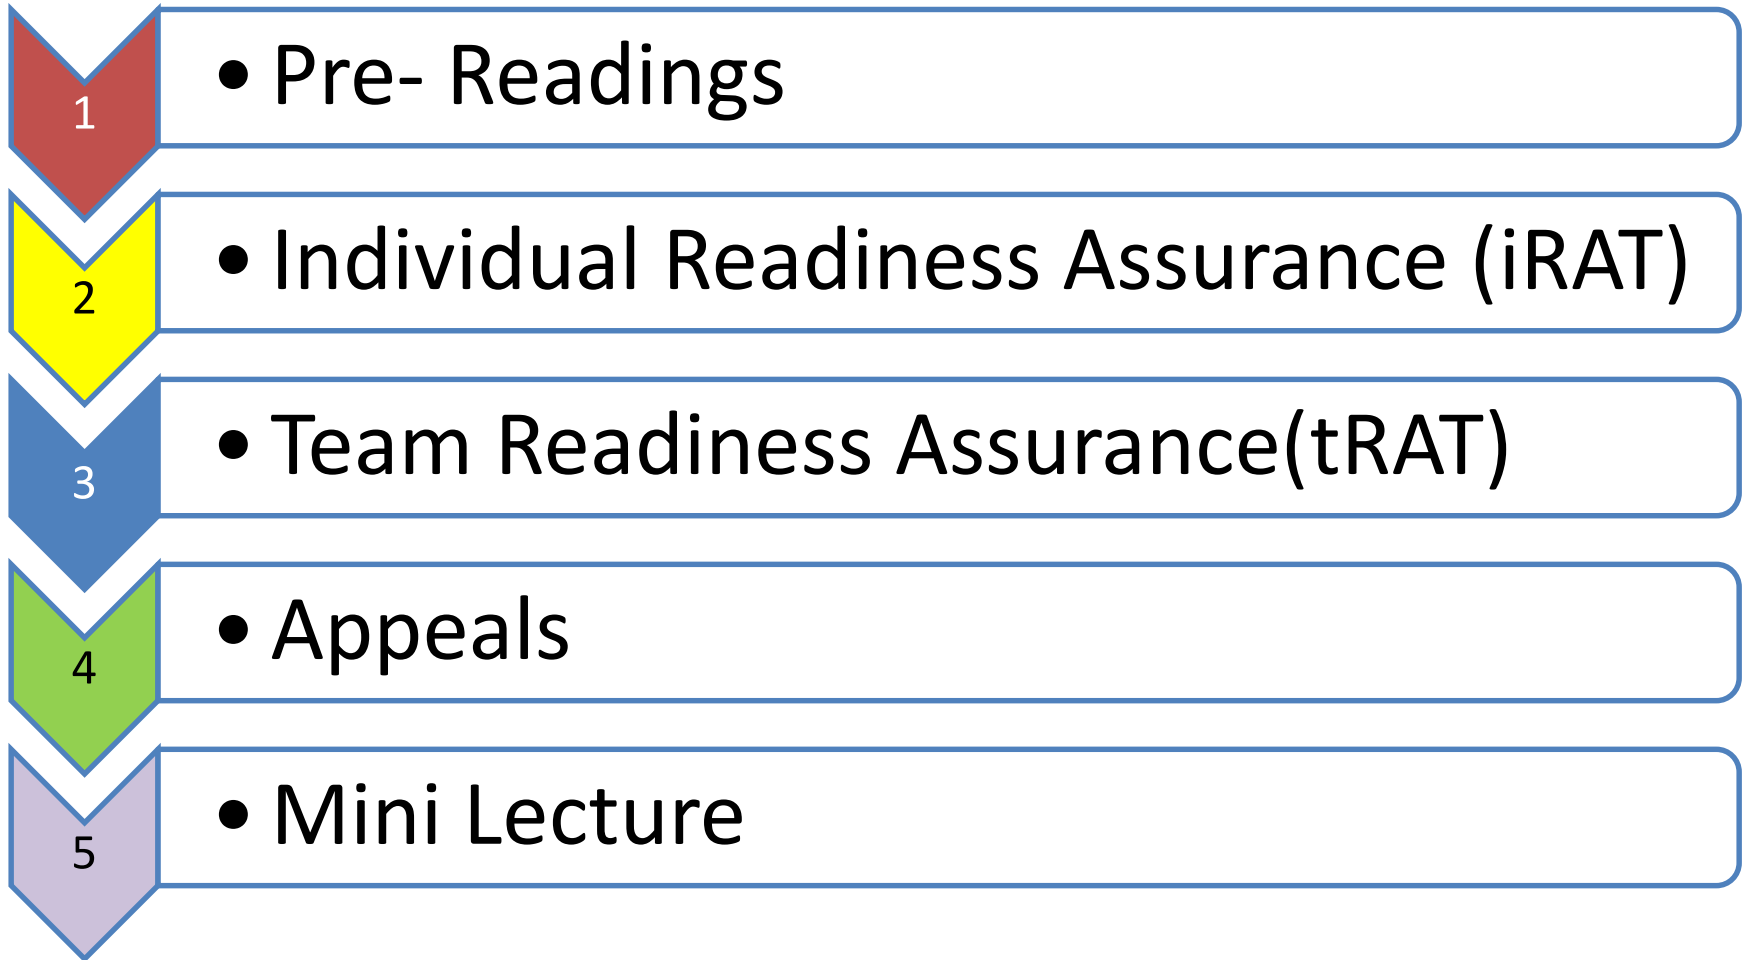 1
• Pre- Readings
2
• Individual Readiness Assurance (iRAT)
3
• Team Readiness Assurance(tRAT)
4
• Appeals
5
• Mini Lecture